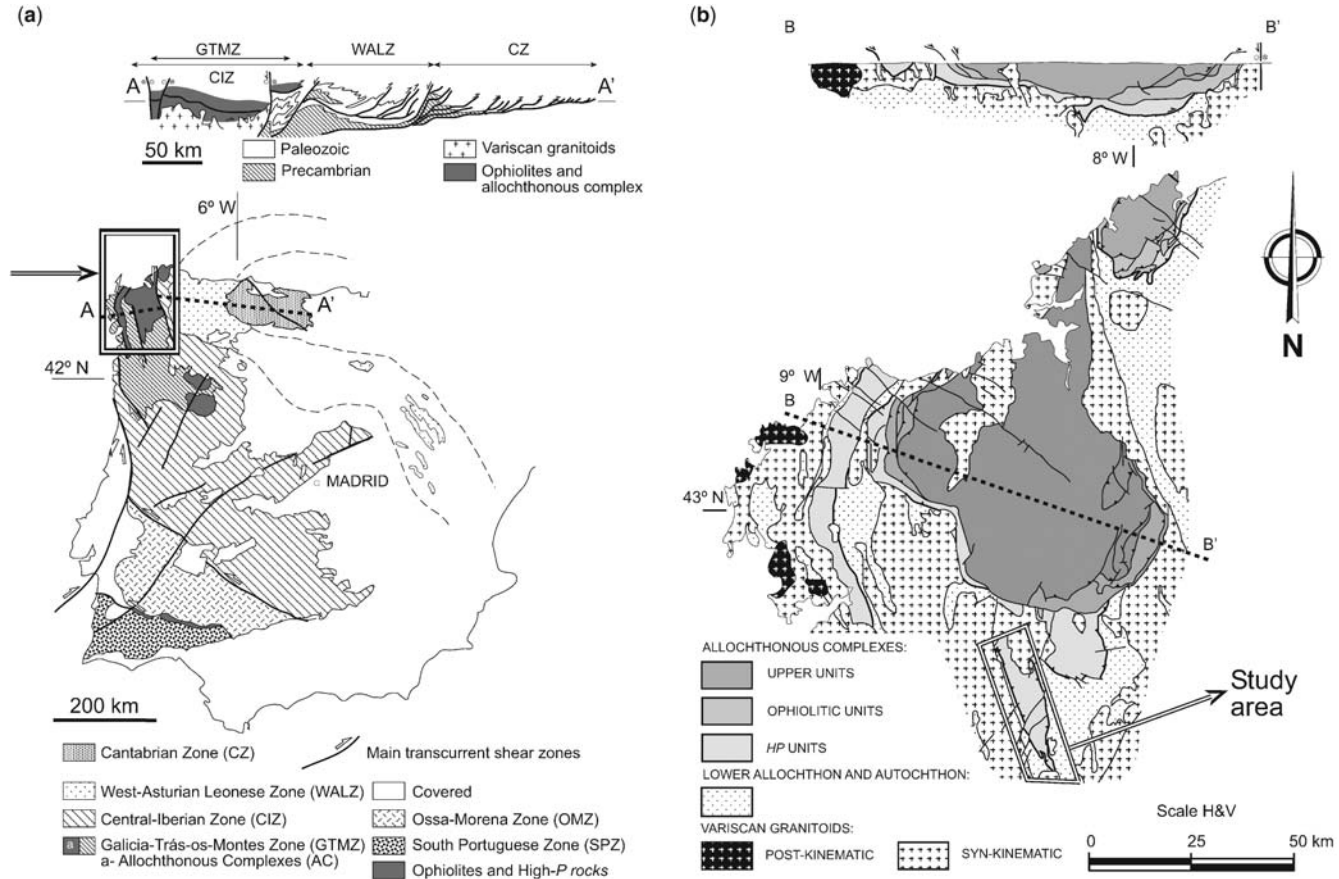 (a)
GTMZ
WALZ
CZ
A
CIZ
A'
50 km
Paleozoic
Precambrian
Variscan granitoids
Ophiolites and
allochthonous complex
6º W
A
A'
42º N
MADRID
200 km
Cantabrian Zone (CZ)
Main transcurrent shear zones
West-Asturian Leonese Zone (WALZ)
Covered
Central-Iberian Zone (CIZ)
Ossa-Morena Zone (OMZ)
a
Galicia-Trás-os-Montes Zone (GTMZ)
a- Allochthonous Complexes (AC)
South Portuguese Zone (SPZ)
Ophiolites and High-P rocks
(b)
B
B'
8º W
N
9º W
B
43º N
B'
ALLOCHTHONOUS COMPLEXES:
UPPER UNITS
OPHIOLITIC UNITS
HP UNITS
Study
area
LOWER ALLOCHTHON AND AUTOCHTHON:
VARISCAN GRANITOIDS:
POST-KINEMATIC
SYN-KINEMATIC
Scale H&V
0 25 50 km